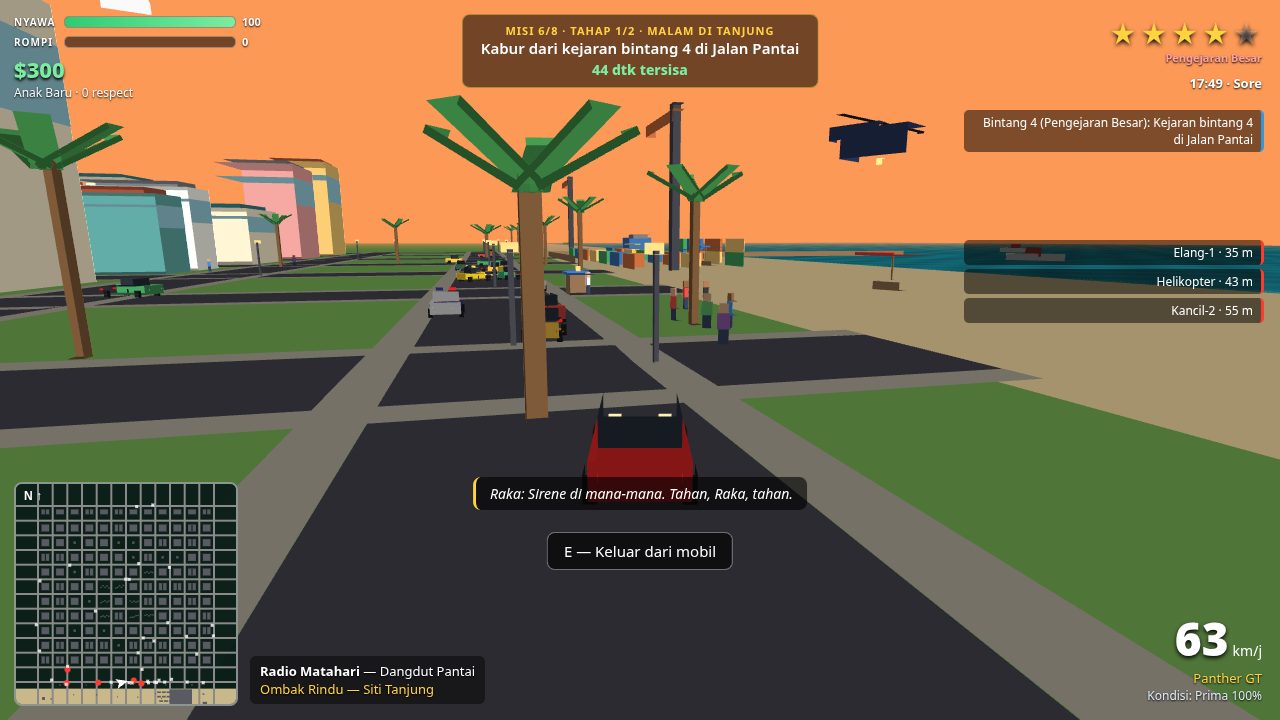 NYAWA 100
ROMPI 0
$300
Anak Baru · 0 respect
MISI 6/8 · TAHAP 1/2 · MALAM DI TANJUNG
Kabur dari kejaran bintang 4 di Jalan Pantai
44 dtk tersisa
Pengejaran Besar
17:49 · Sore
Bintang 4 (Pengejaran Besar): Kejaran bintang 4
di Jalan Pantai
Elang-1 · 35 m
Helikopter · 43 m
Kancil-2 · 55 m
Raka: Sirene di mana-mana. Tahan, Raka, tahan.
E — Keluar dari mobil
N ↑
Radio Matahari — Dangdut Pantai
Ombak Rindu — Siti Tanjung
63 km/j
Panther GT
Kondisi: Prima 100%